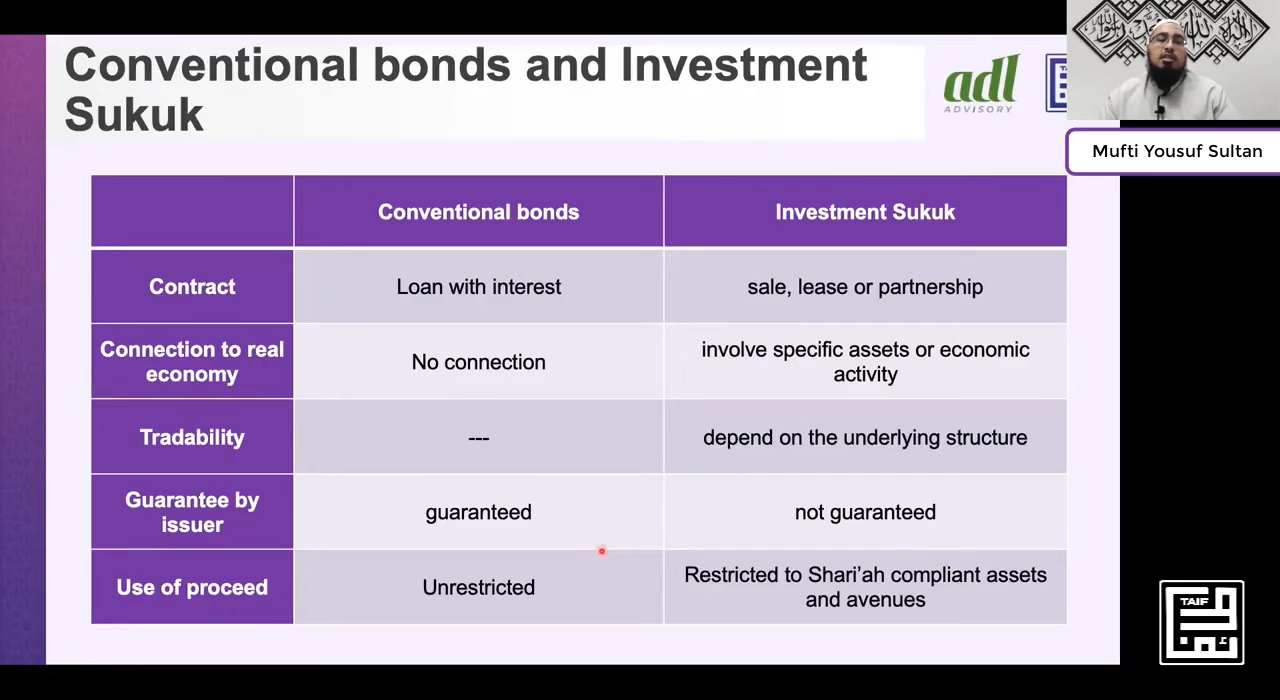 Conventional bonds and Investment
Sukuk
adl
ADVISORY
Mufti Yousuf Sultan
Conventional bonds
Investment Sukuk
Contract
Loan with interest
sale, lease or partnership
Connection to real
economy
No connection
involve specific assets or economic
activity
Tradability
---
depend on the underlying structure
Guarantee by
issuer
guaranteed
not guaranteed
Use of proceed
Unrestricted
Restricted to Shari’ah compliant assets
and avenues
TAIF